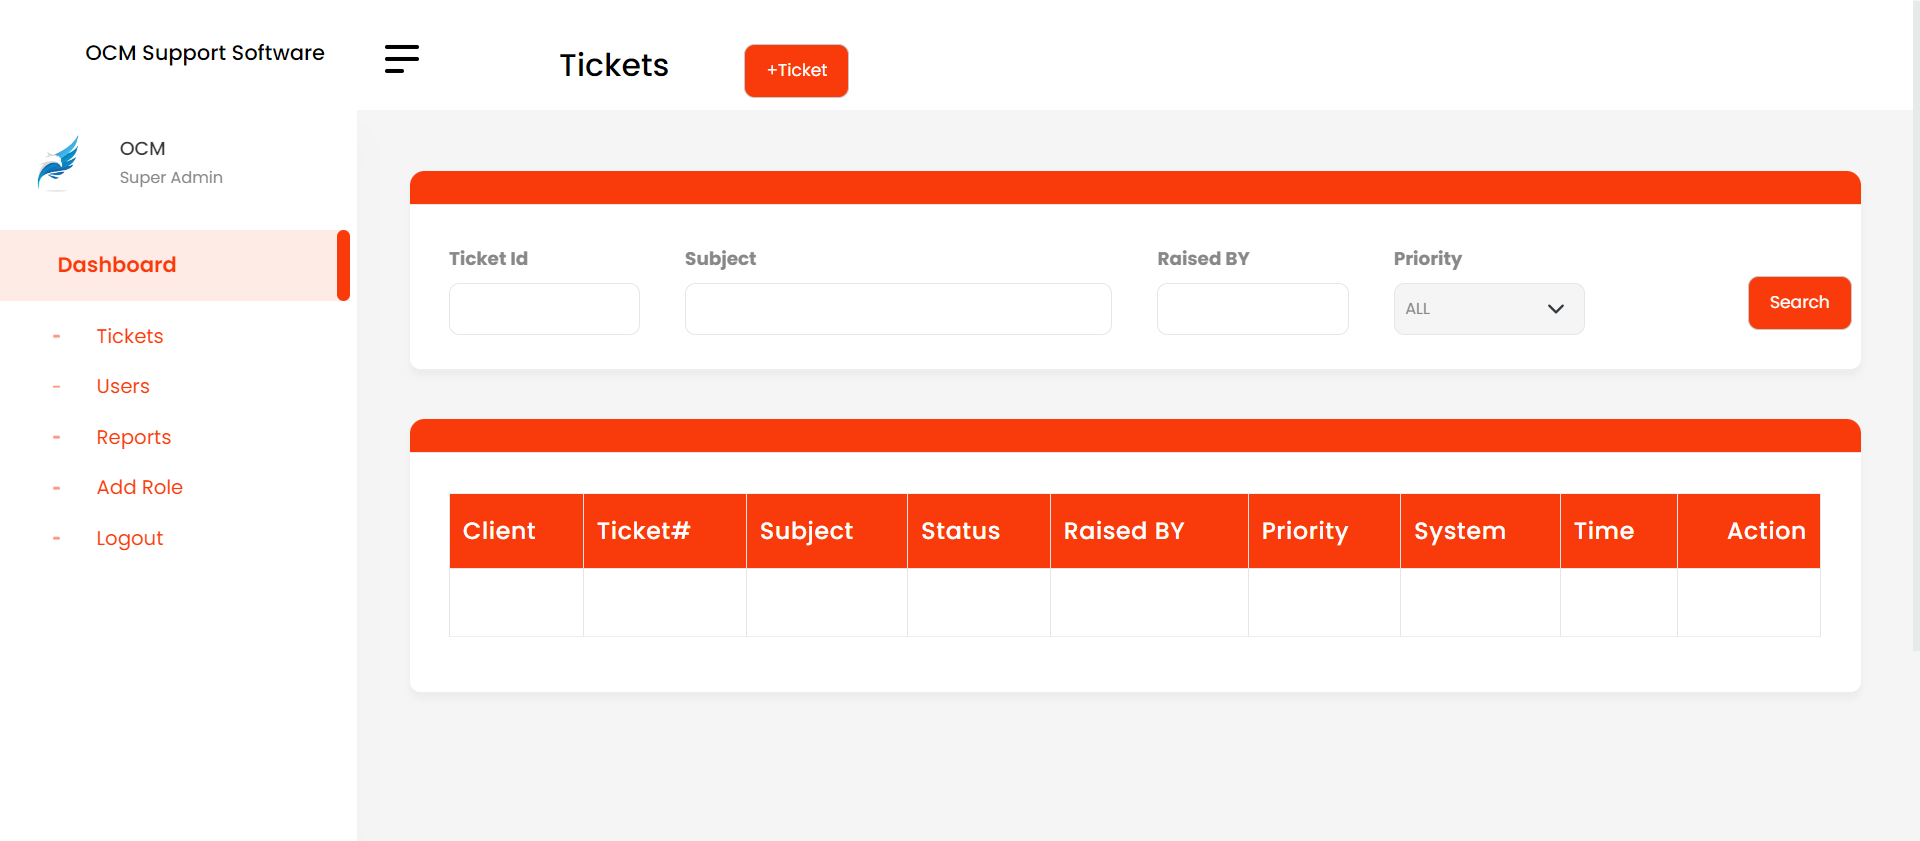 OCM Support Software
Tickets
+Ticket
OCM
Super Admin
Dashboard
- Tickets
- Users
- Reports
- Add Role
- Logout
Ticket Id Subject Raised BY Priority
ALL
Search
Client Ticket# Subject Status Raised BY Priority System Time Action